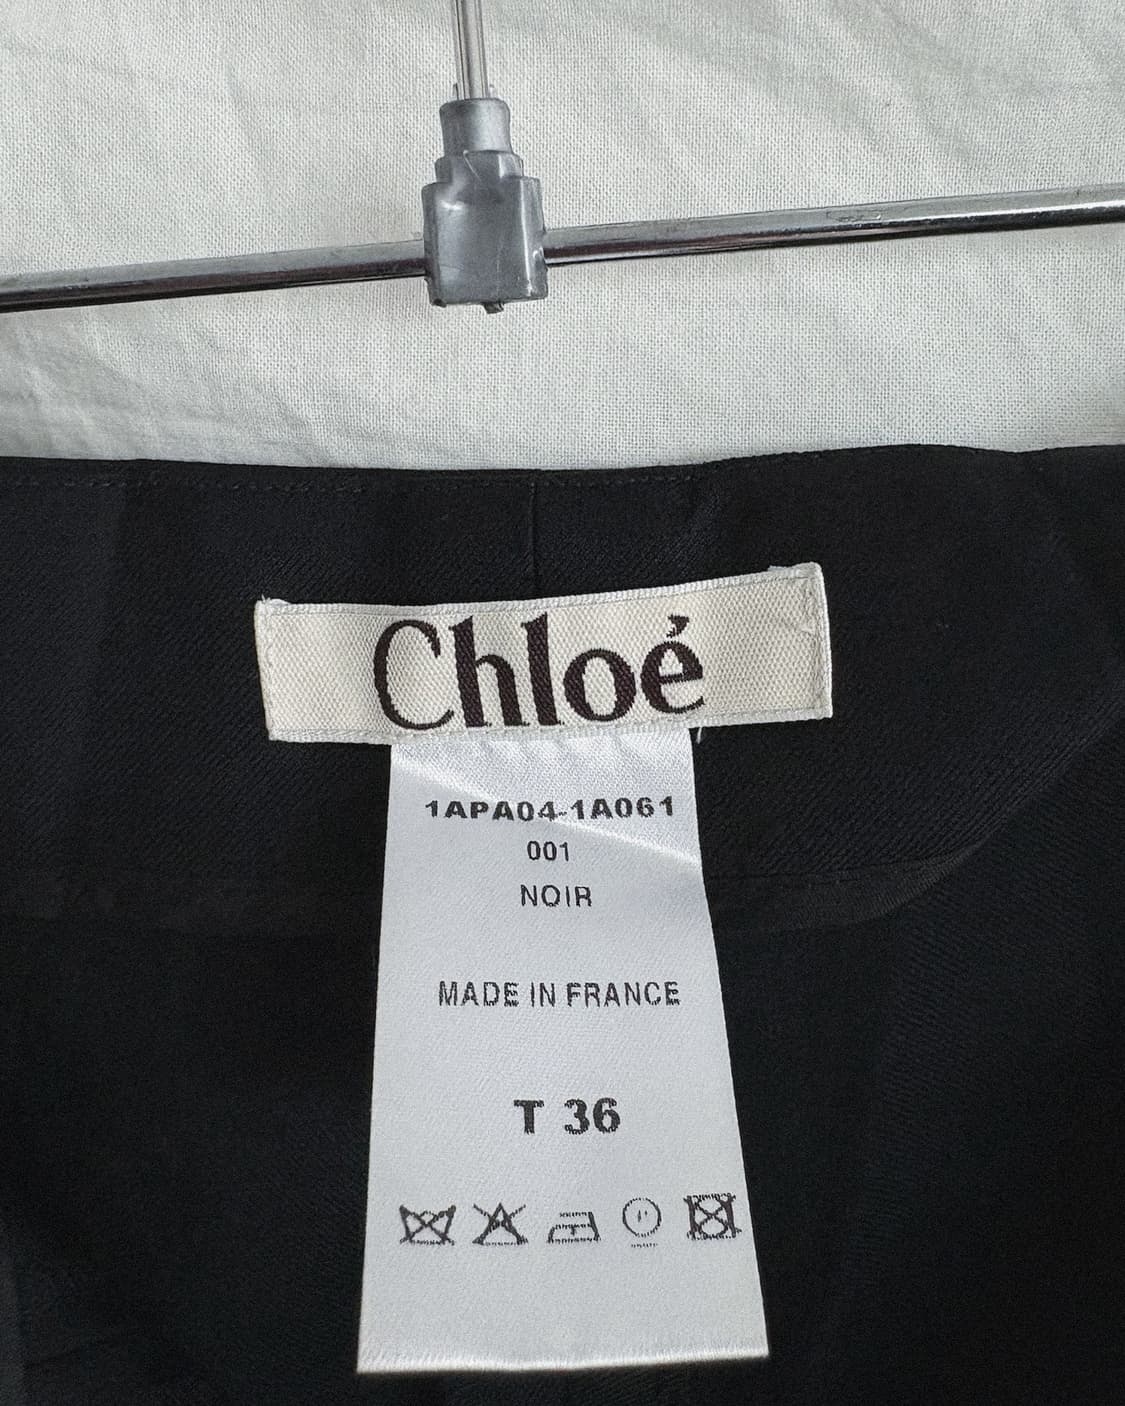 Chloé
1APA04-1A061
001
NOIR
MADE IN FRANCE
T 36